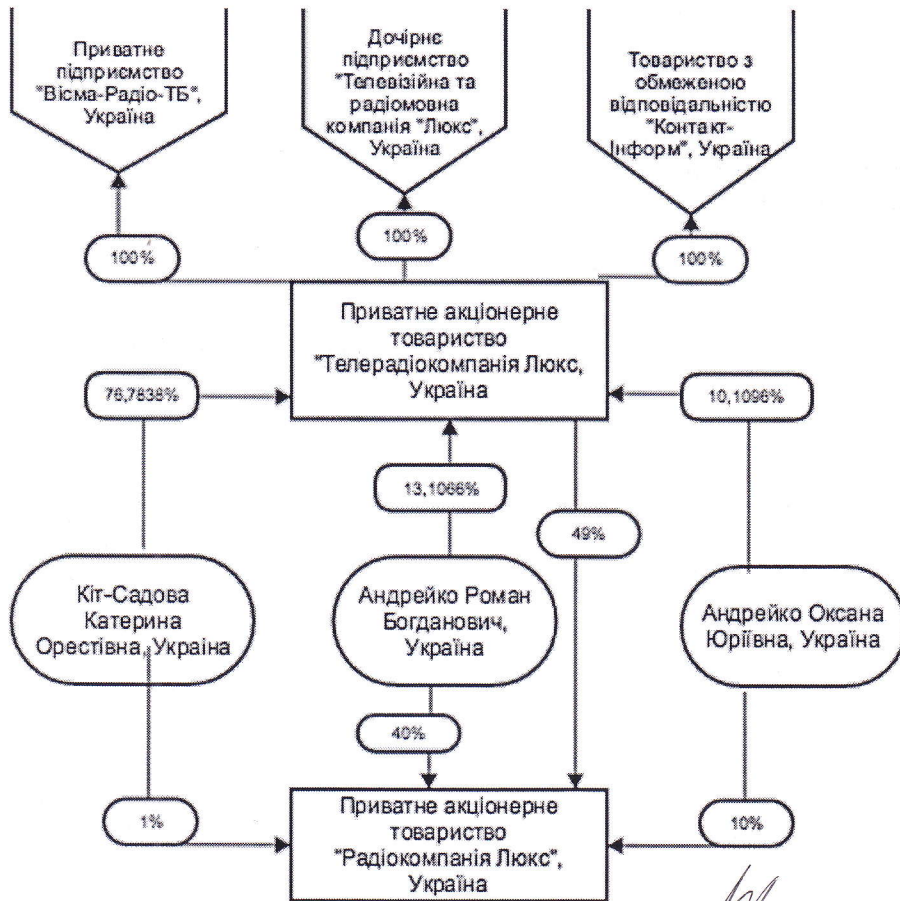 Приватне
підприємство
"Вісма-Радіо-ТБ",
Україна
Дочірнє
підприємство
"Телевізійна та
радіомовна
компанія "Люкс",
Україна
Товариство з
обмеженою
відповідальністю
"Контакт-
Інформ", Україна
100%
100%
100%
Приватне акціонерне
товариство
"Телерадіокомпанія Люкс,
Україна
76,7838%
10,1096%
13,1066%
49%
Кіт-Садова
Катерина
Орестівна, Україна
Андрейко Роман
Богданович,
Україна
Андрейко Оксана
Юріївна, Україна
40%
1%
10%
Приватне акціонерне
товариство
"Радіокомпанія Люкс",
Україна